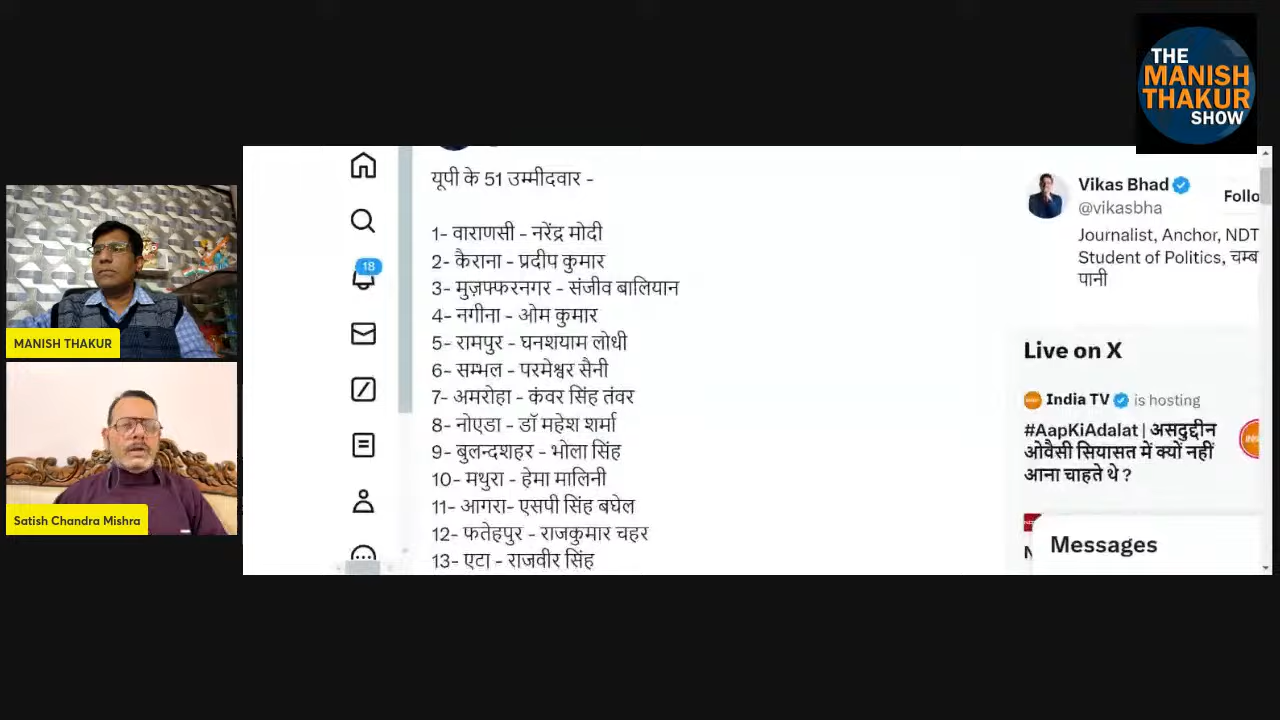 THE
MANISH
THAKUR
SHOW
यूपी के 51 उम्मीदवार -
1- वाराणसी - नरेंद्र मोदी
2- कैराना - प्रदीप कुमार
3- मुज़फ्फरनगर - संजीव बालियान
4- नगीना - ओम कुमार
5- रामपुर - घनशयाम लोधी
6- सम्भल - परमेश्वर सैनी
7- अमरोहा - कंवर सिंह तंवर
8- नोएडा - डॉ महेश शर्मा
9- बुलन्दशहर - भोला सिंह
10- मथुरा - हेमा मालिनी
11- आगरा- एसपी सिंह बघेल
12- फतेहपुर - राजकुमार चहर
13- एटा - राजवीर सिंह
18
Vikas Bhad
@vikasbha
Follo
Journalist, Anchor, NDT
Student of Politics, चम्ब
पानी
Live on X
India TV is hosting
#AapKiAdalat | असदुद्दीन
ओवैसी सियासत में क्यों नहीं
आना चाहते थे ?
Messages
MANISH THAKUR
Satish Chandra Mishra